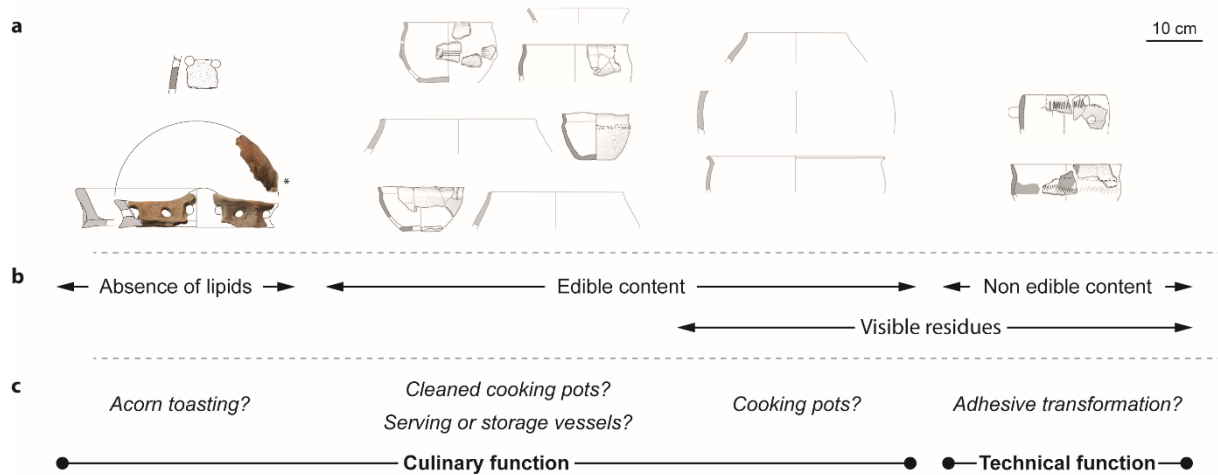 a
10 cm
*
b
Absence of lipids
Edible content
Non edible content
Visible residues
c
Acorn toasting?
Cleaned cooking pots?
Serving or storage vessels?
Cooking pots?
Adhesive transformation?
Culinary function
Technical function